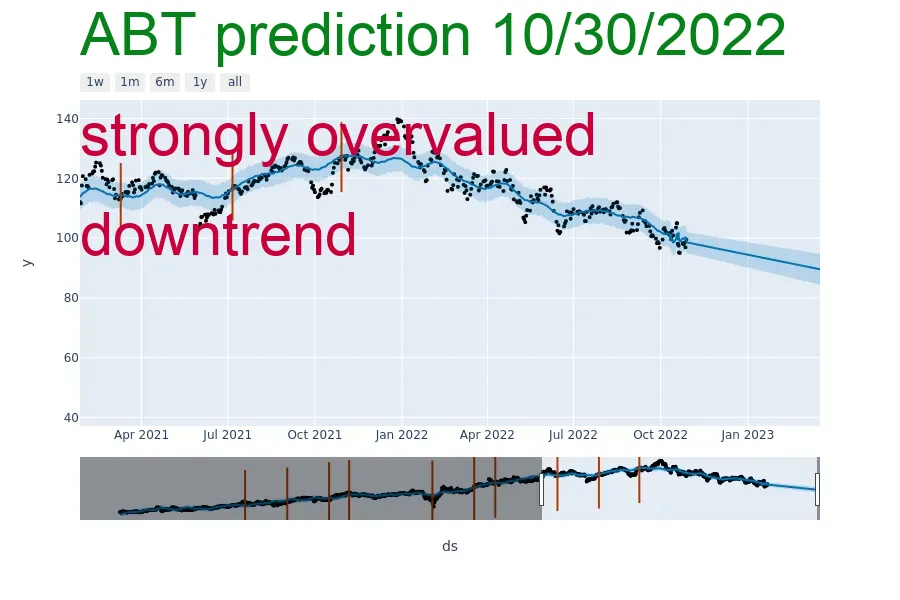 ABT prediction 10/30/2022
1w 1m 6m 1y all
140
strongly overvalued
120
downtrend
100
y
80
60
40
Apr 2021 Jul 2021 Oct 2021 Jan 2022 Apr 2022 Jul 2022 Oct 2022 Jan 2023
ds